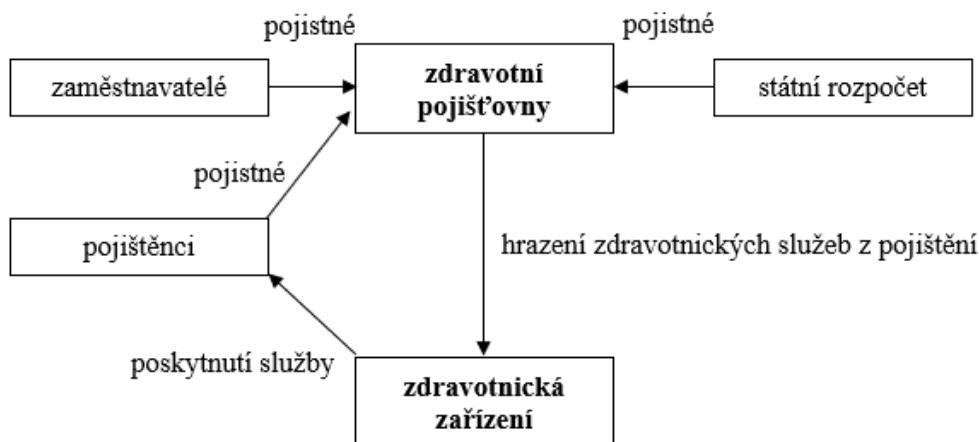 pojistné
pojistné
zaměstnavatelé
zdravotní
pojišťovny
státní rozpočet
pojistné
pojištěnci
hrazení zdravotnických služeb z pojištění
poskytnutí služby
zdravotnická
zařízení